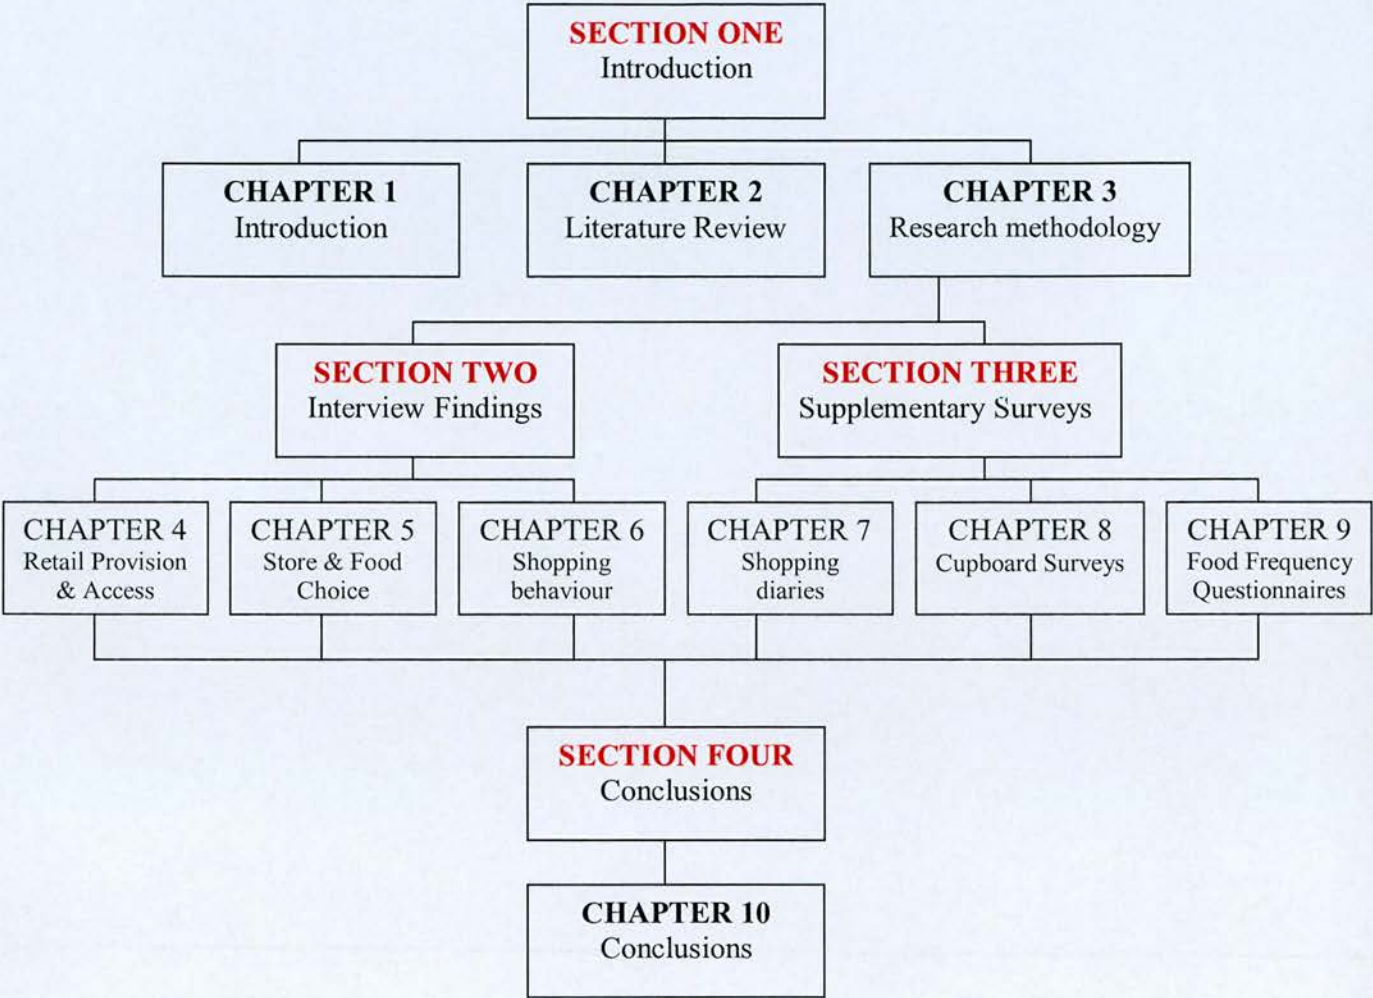 SECTION ONE
Introduction
CHAPTER 1
Introduction
CHAPTER 2
Literature Review
CHAPTER 3
Research methodology
SECTION TWO
Interview Findings
SECTION THREE
Supplementary Surveys
CHAPTER 4
Retail Provision
& Access
CHAPTER 5
Store & Food
Choice
CHAPTER 6
Shopping
behaviour
CHAPTER 7
Shopping
diaries
CHAPTER 8
Cupboard Surveys
CHAPTER 9
Food Frequency
Questionnaires
SECTION FOUR
Conclusions
CHAPTER 10
Conclusions